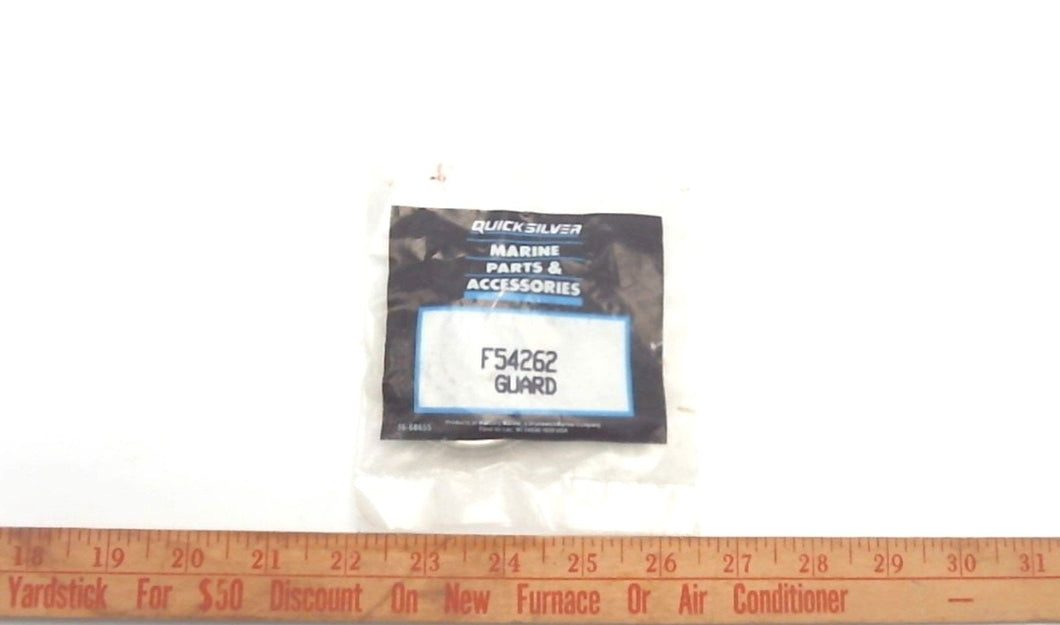 QUICKSILVER
MARINE
PARTS &
ACCESSORIES
F54262
GUARD
18 19 20 21 22 23 24 25 26 27 28 29 30 31
Yardstick For $50 Discount On New Furnace Or Air Conditioner —